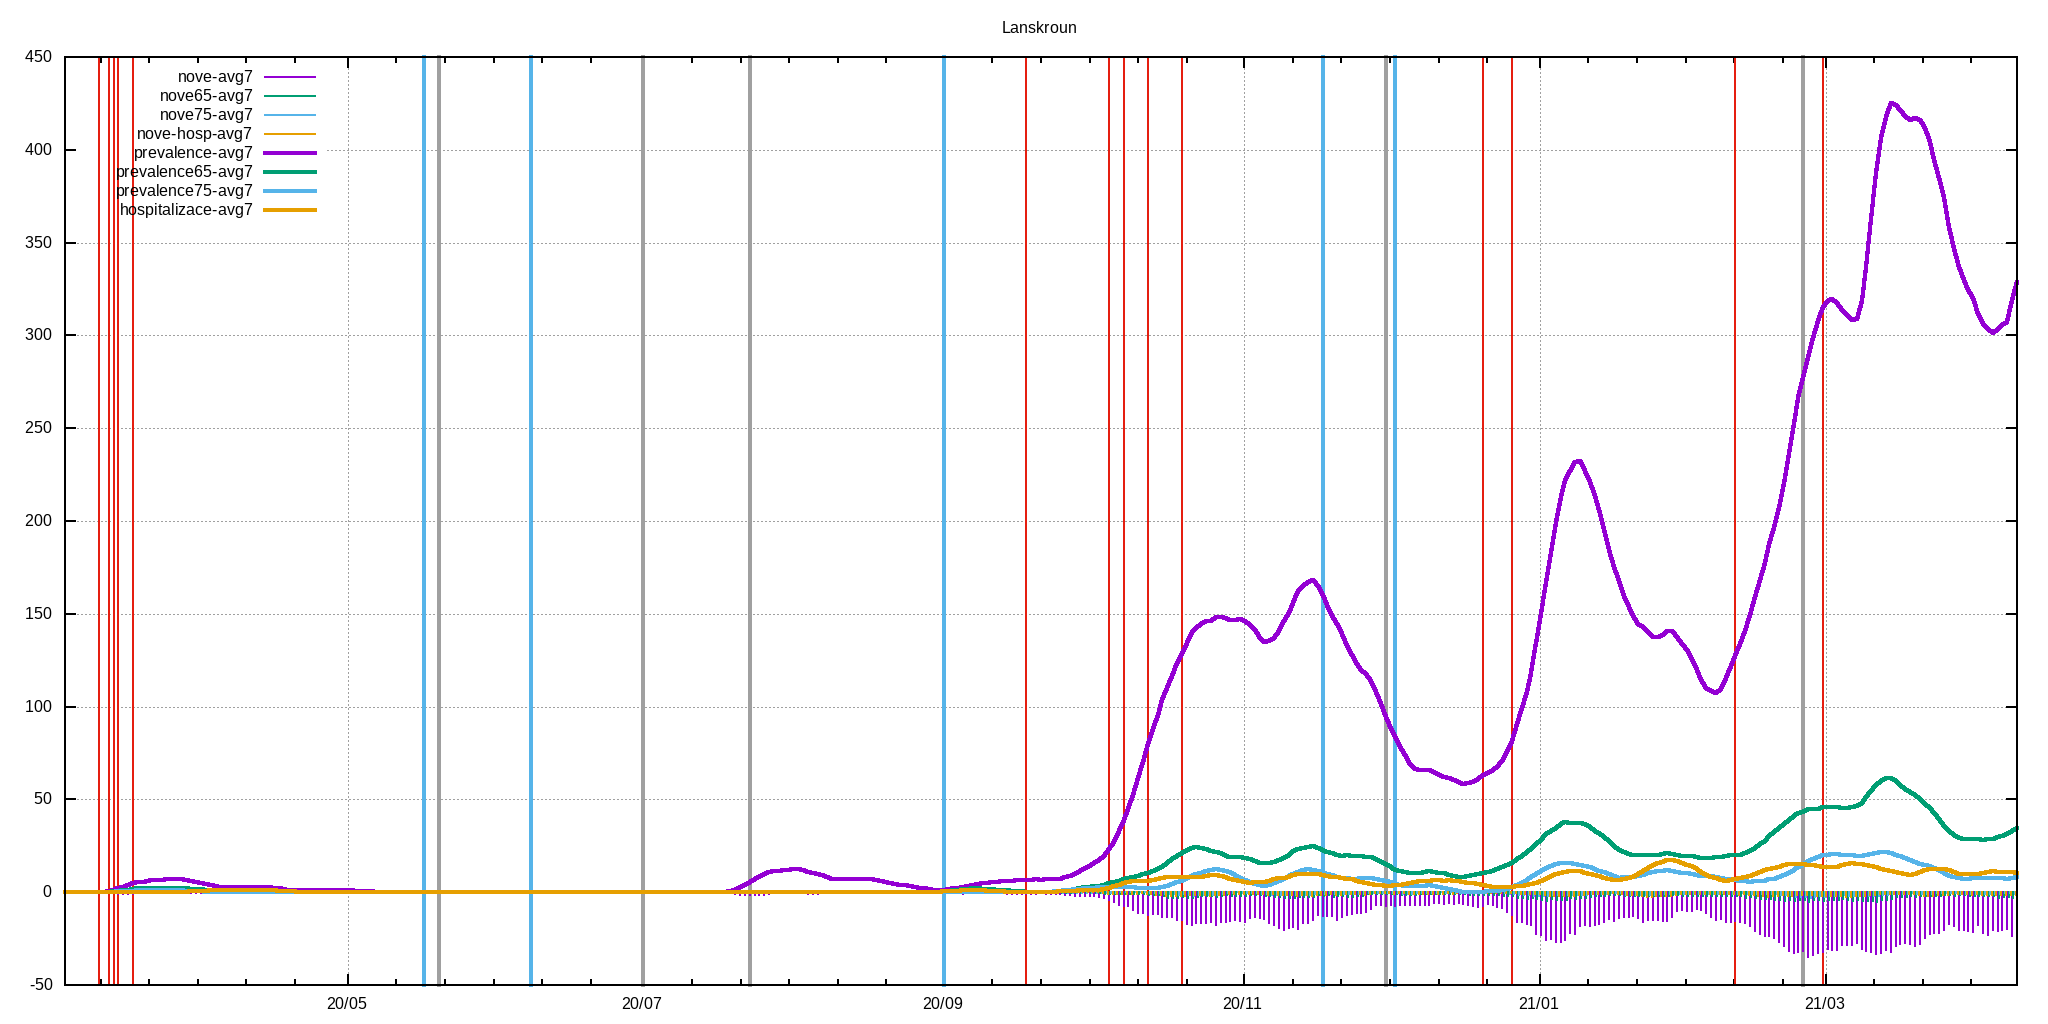 Lanskroun
450
400
350
300
250
200
150
100
50
0
-50
nove-avg7
nove65-avg7
nove75-avg7
nove-hosp-avg7
prevalence-avg7
prevalence65-avg7
prevalence75-avg7
hospitalizace-avg7
20/05 20/07 20/09 20/11 21/01 21/03